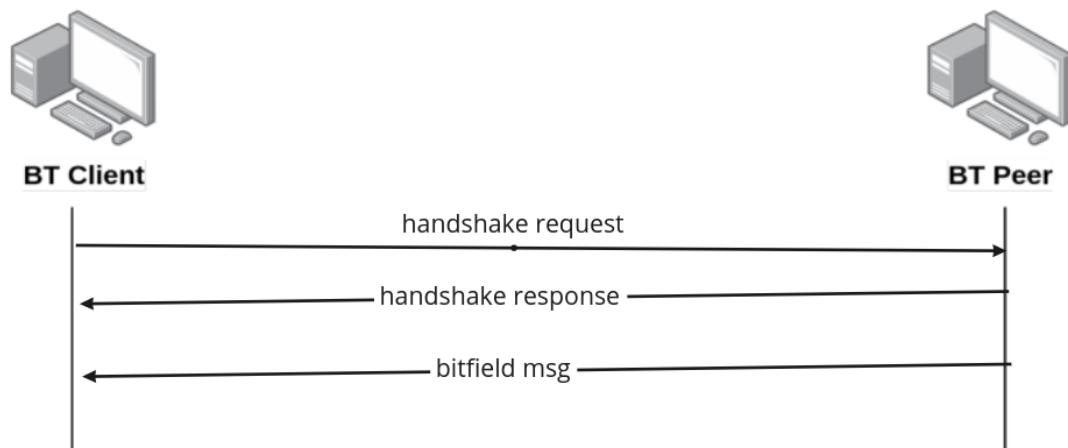 BT Client
BT Peer
handshake request
handshake response
bitfield msg